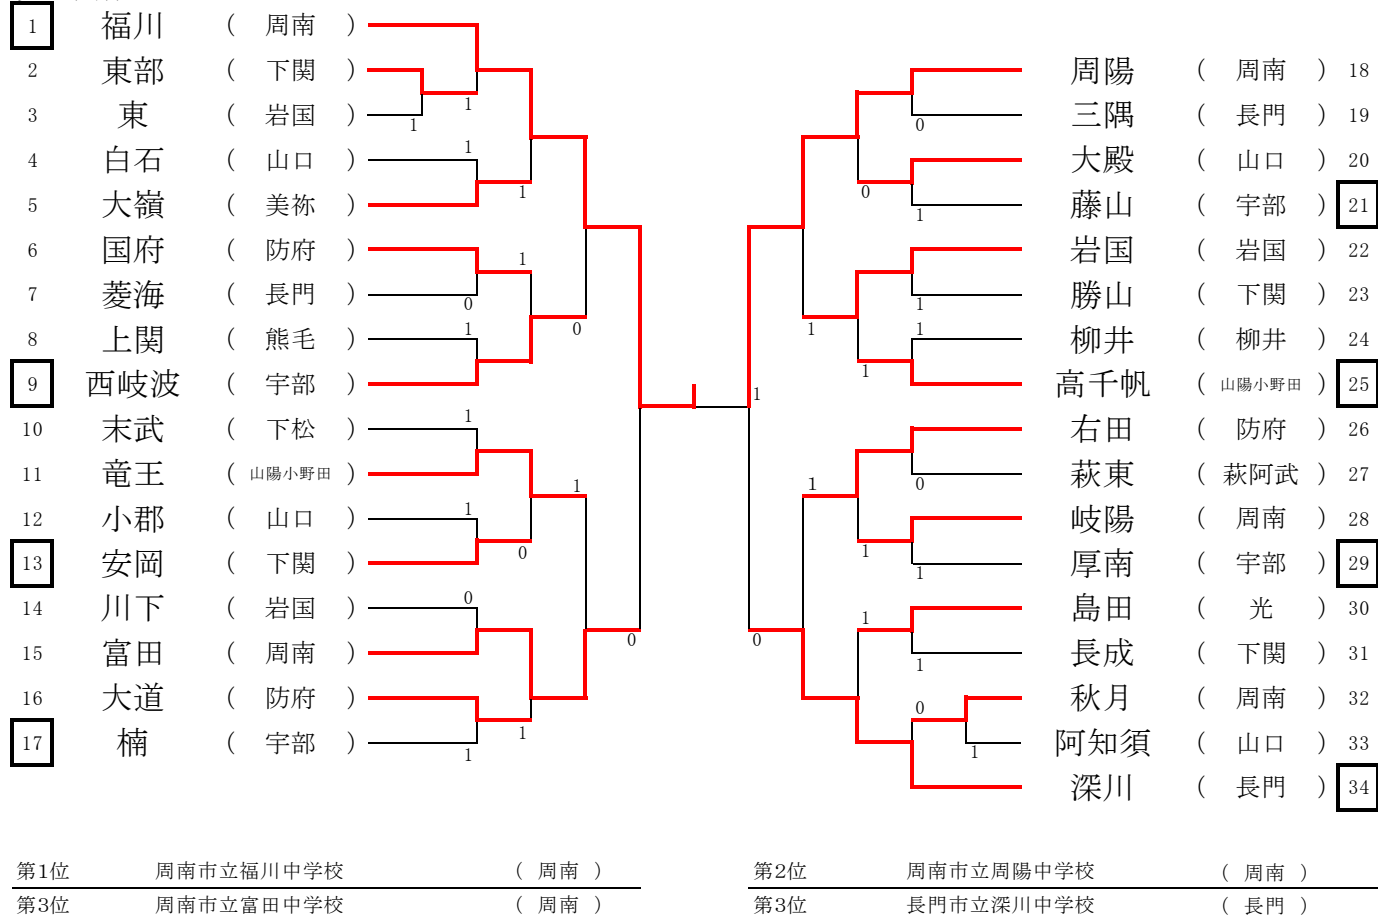 1 福川 ( 周南 )
2 東部 ( 下関 )
1
3 東 ( 岩国 )
1
4 白石 ( 山口 ) 1
5 大嶺 ( 美祢 )
1
6 国府 ( 防府 )
1
7 菱海 ( 長門 )
0
8 上関 ( 熊毛 ) 1
0
9 西岐波 ( 宇部 )
10 末武 ( 下松 ) 1
11 竜王 ( 山陽小野田 )
1
12 小郡 ( 山口 ) 1
13 安岡 ( 下関 )
0
14 川下 ( 岩国 ) 0
15 富田 ( 周南 )
0
16 大道 ( 防府 )
1
17 楠 ( 宇部 )
1
周陽 ( 周南 ) 18
三隅 ( 長門 ) 19
0
大殿 ( 山口 ) 20
0
藤山 ( 宇部 ) 21
1
岩国 ( 岩国 ) 22
勝山 ( 下関 ) 23
1
1
1
柳井 ( 柳井 ) 24
1
高千帆 ( 山陽小野田 ) 25
1
右田 ( 防府 ) 26
萩東 ( 萩阿武 ) 27
0
1
岐陽 ( 周南 ) 28
1
厚南 ( 宇部 ) 29
1
島田 ( 光 ) 30
1
0
長成 ( 下関 ) 31
1
秋月 ( 周南 ) 32
0
阿知須 ( 山口 ) 33
1
深川 ( 長門 ) 34
第1位 周南市立福川中学校 ( 周南 )
第2位 周南市立周陽中学校 ( 周南 )
第3位 周南市立富田中学校 ( 周南 )
第3位 長門市立深川中学校 ( 長門 )